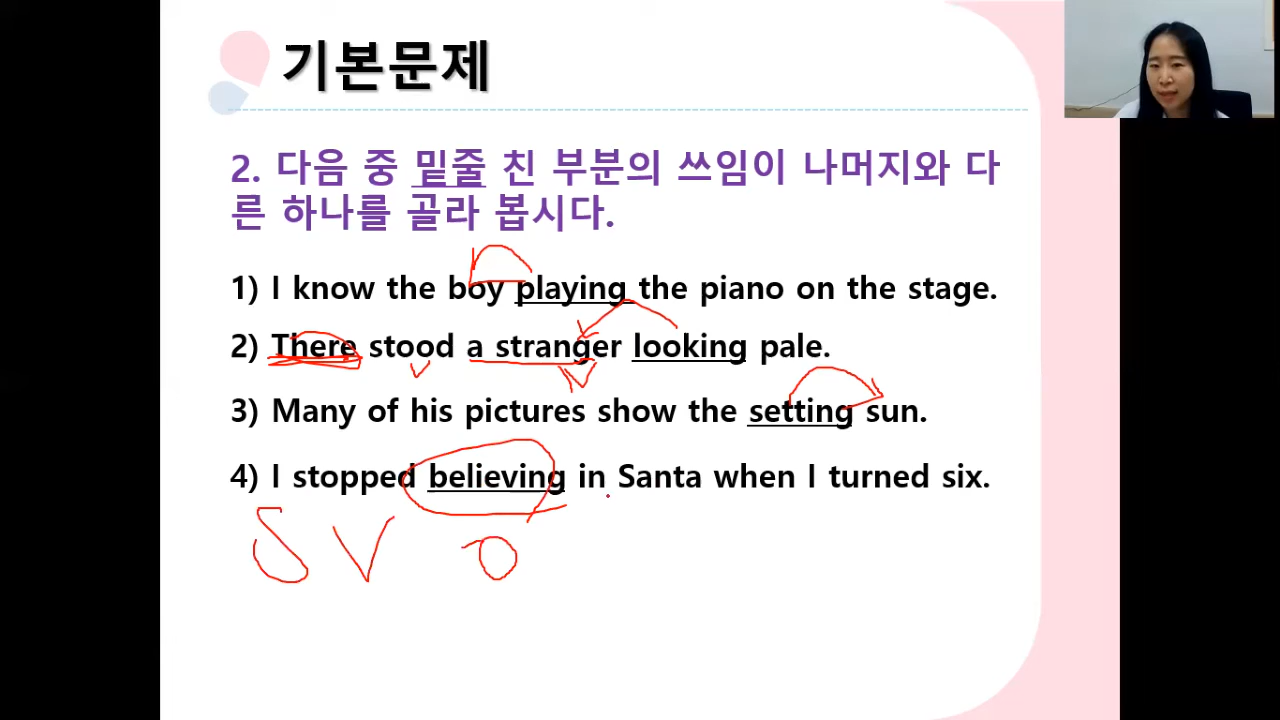 기본문제
2. 다음 중 밑줄 친 부분의 쓰임이 나머지와 다
른 하나를 골라 봅시다.
1) I know the boy playing the piano on the stage.
2) There stood a stranger looking pale.
3) Many of his pictures show the setting sun.
4) I stopped believing in Santa when I turned six.
S V O